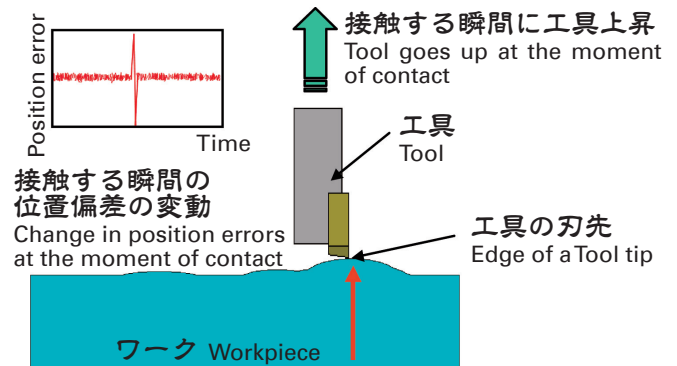 Position error
Time
接触する瞬間に工具上昇
Tool goes up at the moment
of contact
工具
Tool
接触する瞬間の
位置偏差の変動
Change in position errors
at the moment of contact
工具の刃先
Edge of a Tool tip
ワーク Workpiece